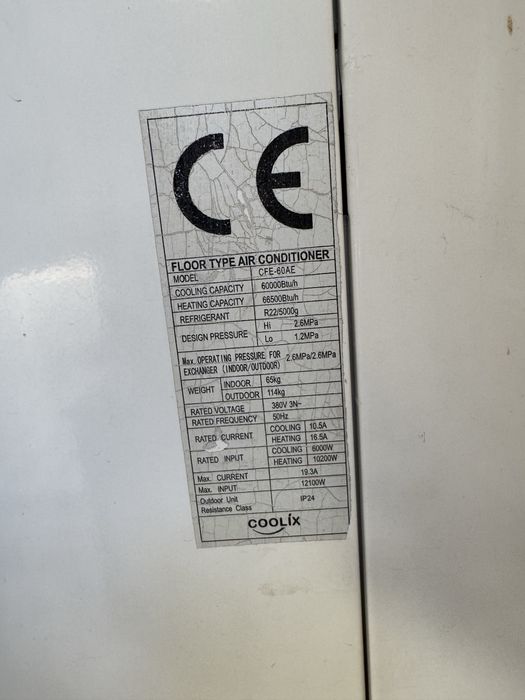 CE
FLOOR TYPE AIR CONDITIONER
MODEL CFE-60AE
COOLING CAPACITY 60000Btu/h
HEATING CAPACITY 66500Btu/h
REFRIGERANT R22/5000g
DESIGN PRESSURE Hi 2.6MPa
Lo 1.2MPa
Max. OPERATING PRESSURE FOR 2.6MPa/2.6MPa
EXCHANGER (INDOOR/OUTDOOR)
WEIGHT INDOOR 65kg
OUTDOOR 114kg
RATED VOLTAGE 380V 3N~
RATED FREQUENCY 50Hz
RATED CURRENT COOLING 10.5A
HEATING 16.5A
RATED INPUT COOLING 6000W
HEATING 10200W
Max. CURRENT 19.3A
Max. INPUT 12100W
Outdoor Unit IP24
Resistance Class
COOLIX